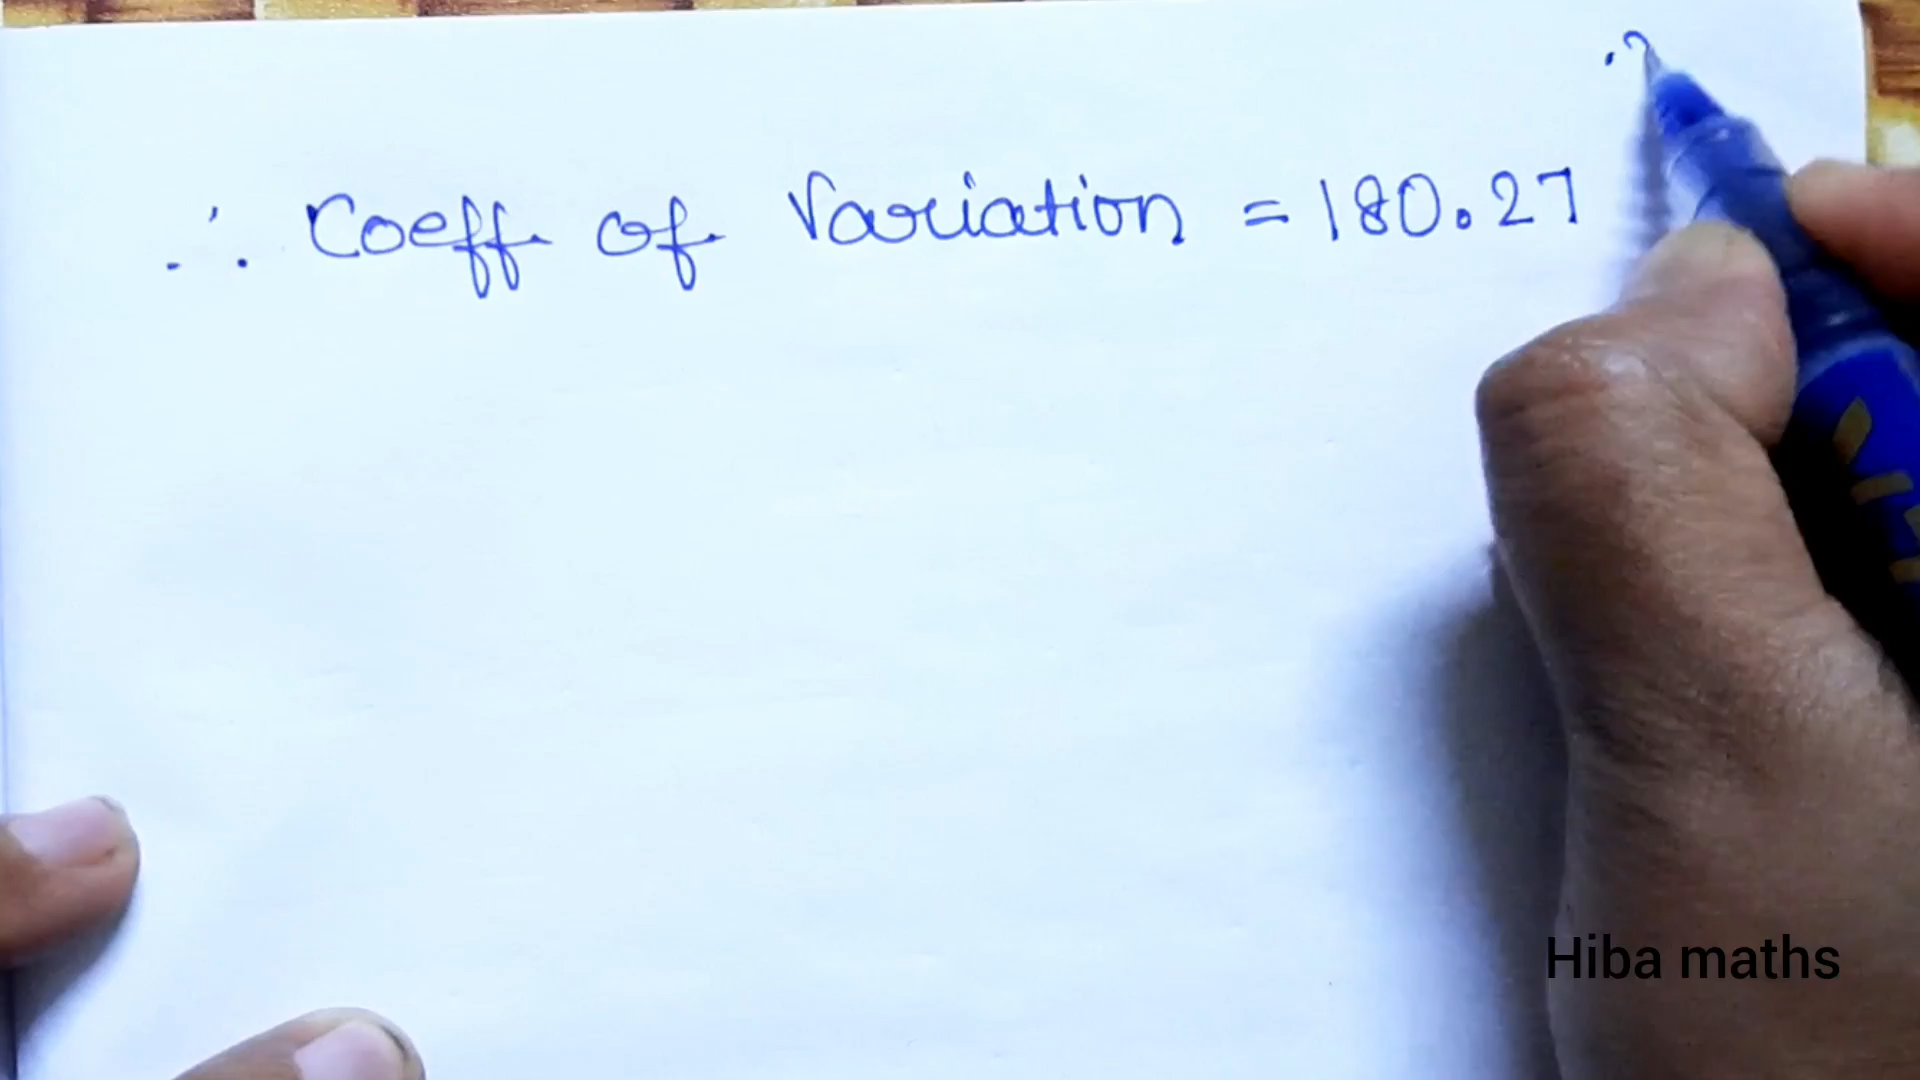 ∴ Coeff of Variation = 180.27
Hiba maths